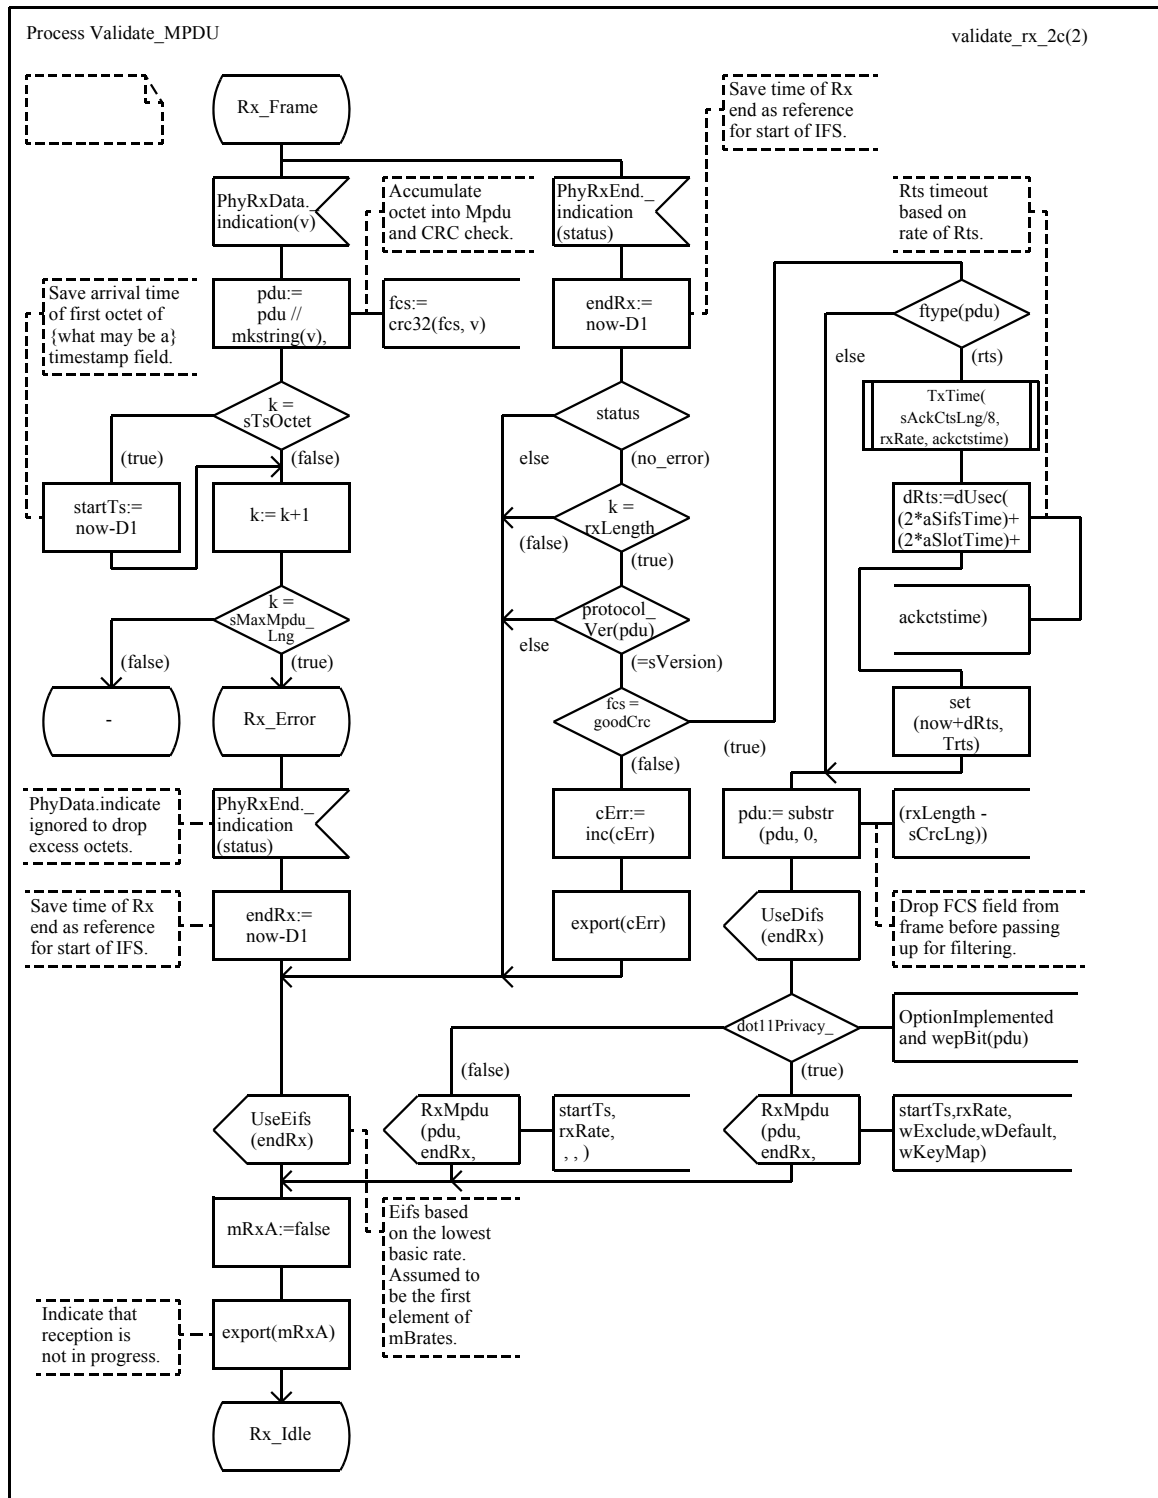 Process Validate_MPDU
validate_rx_2c(2)
Rx_Frame
Save time of Rx
end as reference
for start of IFS.
PhyRxData._
indication(v)
Accumulate
octet into Mpdu
and CRC check.
PhyRxEnd._
indication
(status)
Rts timeout
based on
rate of Rts.
Save arrival time
of first octet of
{what may be a}
timestamp field.
pdu:=
pdu //
mkstring(v),
fcs:=
crc32(fcs, v)
endRx:=
now-D1
ftype(pdu)
else
(rts)
k =
sTsOctet
status
TxTime(
sAckCtsLng/8,
rxRate, ackctstime)
(true)
(false)
else
(no_error)
startTs:=
now-D1
k:= k+1
k =
rxLength
dRts:=dUsec(
(2*aSifsTime)+
(2*aSlotTime)+
(false)
(true)
k =
sMaxMpdu_
Lng
protocol_
Ver(pdu)
ackctstime)
else
(false)
(true)
(=sVersion)
-
Rx_Error
fcs =
goodCrc
set
(now+dRts,
Trts)
(true)
(false)
PhyData.indicate
ignored to drop
excess octets.
PhyRxEnd._
indication
(status)
cErr:=
inc(cErr)
pdu:= substr
(pdu, 0,
(rxLength -
sCrcLng))
Save time of Rx
end as reference
for start of IFS.
endRx:=
now-D1
export(cErr)
UseDifs
(endRx)
Drop FCS field from
frame before passing
up for filtering.
dot11Privacy_
OptionImplemented
and wepBit(pdu)
(false)
(true)
UseEifs
(endRx)
RxMpdu
(pdu,
endRx,
startTs,
rxRate,
, , )
RxMpdu
(pdu,
endRx,
startTs,rxRate,
wExclude,wDefault,
wKeyMap)
mRxA:=false
Eifs based
on the lowest
basic rate.
Assumed to
be the first
element of
mBrates.
Indicate that
reception is
not in progress.
export(mRxA)
Rx_Idle